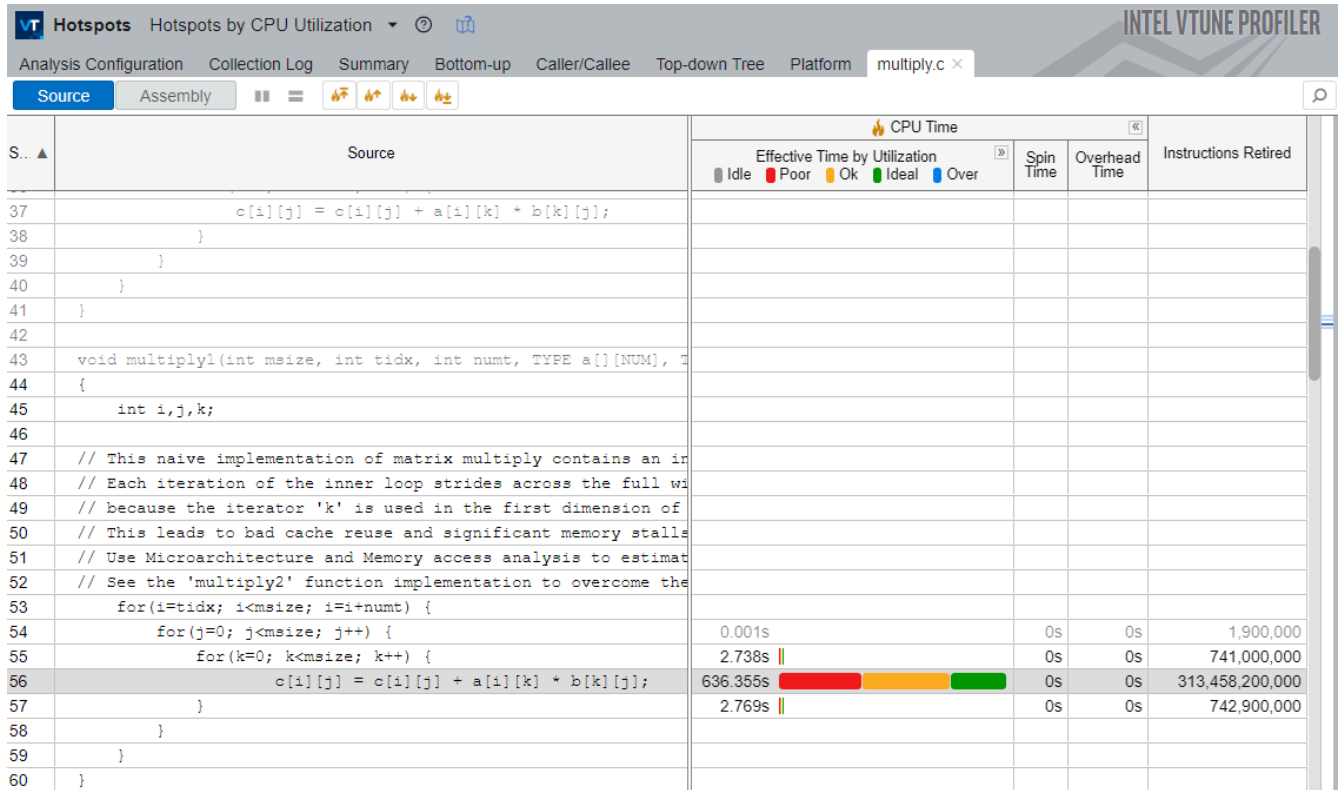 VT Hotspots Hotspots by CPU Utilization INTEL VTUNE PROFILER
Analysis Configuration Collection Log Summary Bottom-up Caller/Callee Top-down Tree Platform multiply.c ×
Source Assembly
CPU Time
S... ▲ Source Effective Time by Utilization Spin Time Overhead Time Instructions Retired
Idle Poor Ok Ideal Over
37 c[i][j] = c[i][j] + a[i][k] * b[k][j];
38 }
39 }
40 }
41 }
42
43 void multiply1(int msize, int tidx, int numt, TYPE a[][NUM], T
44 {
45 int i,j,k;
46
47 // This naive implementation of matrix multiply contains an in
48 // Each iteration of the inner loop strides across the full wi
49 // because the iterator 'k' is used in the first dimension of
50 // This leads to bad cache reuse and significant memory stalls
51 // Use Microarchitecture and Memory access analysis to estimat
52 // See the 'multiply2' function implementation to overcome the
53 for(i=tidx; i<msize; i=i+numt) {
54 for(j=0; j<msize; j++) { 0.001s 0s 0s 1,900,000
55 for(k=0; k<msize; k++) { 2.738s 0s 0s 741,000,000
56 c[i][j] = c[i][j] + a[i][k] * b[k][j]; 636.355s 0s 0s 313,458,200,000
57 } 2.769s 0s 0s 742,900,000
58 }
59 }
60 }